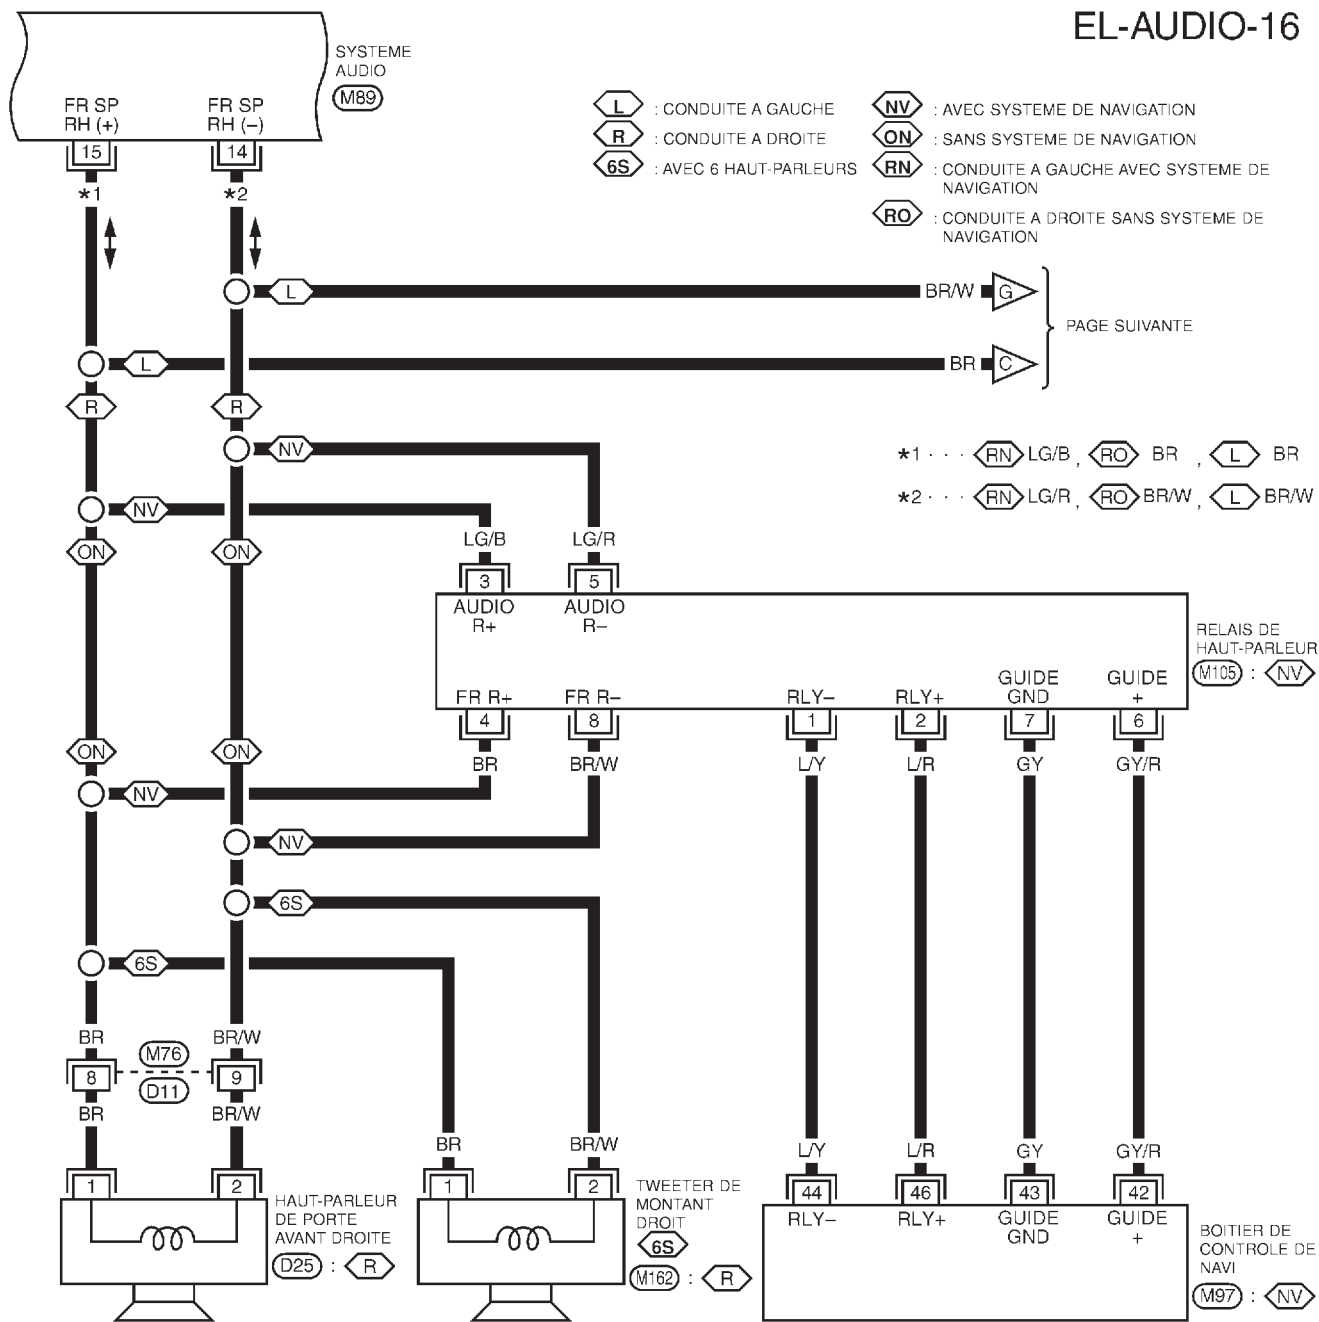 EL-AUDIO-16
SYSTEME
AUDIO
M89
FR SP
RH (+)
FR SP
RH (–)
15
14
*1
*2
L : CONDUITE A GAUCHE
R : CONDUITE A DROITE
6S : AVEC 6 HAUT-PARLEURS
NV : AVEC SYSTEME DE NAVIGATION
ON : SANS SYSTEME DE NAVIGATION
RN : CONDUITE A GAUCHE AVEC SYSTEME DE
NAVIGATION
RO : CONDUITE A DROITE SANS SYSTEME DE
NAVIGATION
L
BR/W
G
L
BR
C
PAGE SUIVANTE
R
R
NV
*1 · · · RN LG/B , RO BR , L BR
NV
*2 · · · RN LG/R , RO BR/W , L BR/W
ON
ON
LG/B
LG/R
3
5
AUDIO
R+
AUDIO
R–
RELAIS DE
HAUT-PARLEUR
M105 : NV
FR R+
FR R–
RLY–
RLY+
GUIDE
GND
GUIDE
+
4
8
1
2
7
6
ON
ON
BR
BR/W
L/Y
L/R
GY
GY/R
NV
NV
6S
6S
BR
BR/W
8
M76
D11
9
BR
BR/W
BR
BR/W
L/Y
L/R
GY
GY/R
1
2
1
2
44
46
43
42
HAUT-PARLEUR
DE PORTE
AVANT DROITE
D25 : R
TWEETER DE
MONTANT
DROIT
6S
M162 : R
RLY–
RLY+
GUIDE
GND
GUIDE
+
BOITIER DE
CONTROLE DE
NAVI
M97 : NV